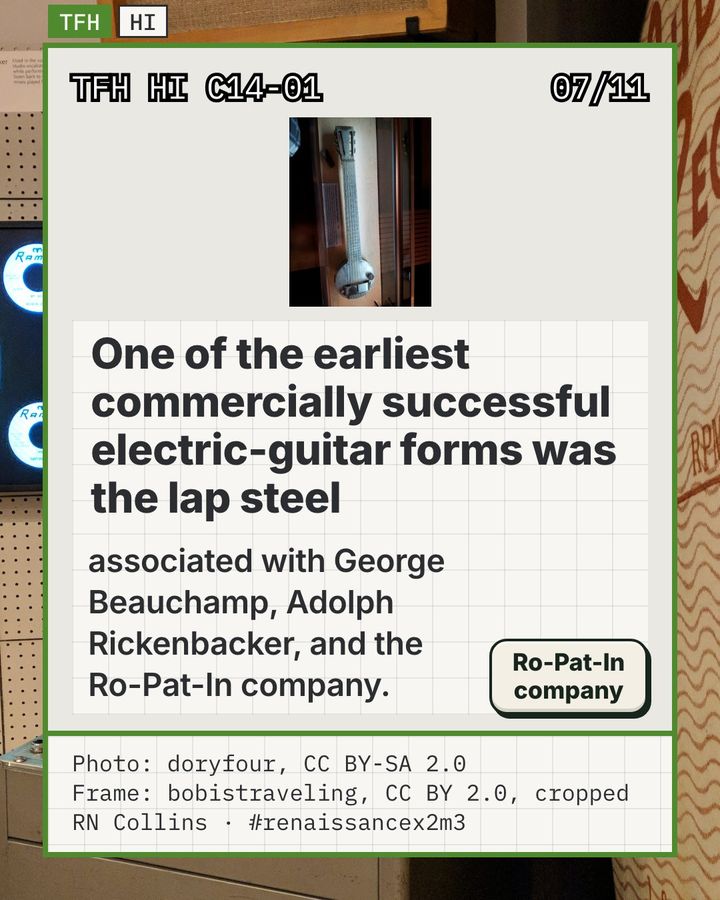 TFH HI
TFH HI C14-01
07/11
One of the earliest
commercially successful
electric-guitar forms was
the lap steel
associated with George
Beauchamp, Adolph
Rickenbacker, and the
Ro-Pat-In company.
Ro-Pat-In
company
Photo: doryfour, CC BY-SA 2.0
Frame: bobistraveling, CC BY 2.0, cropped
RN Collins · #renaissancex2m3